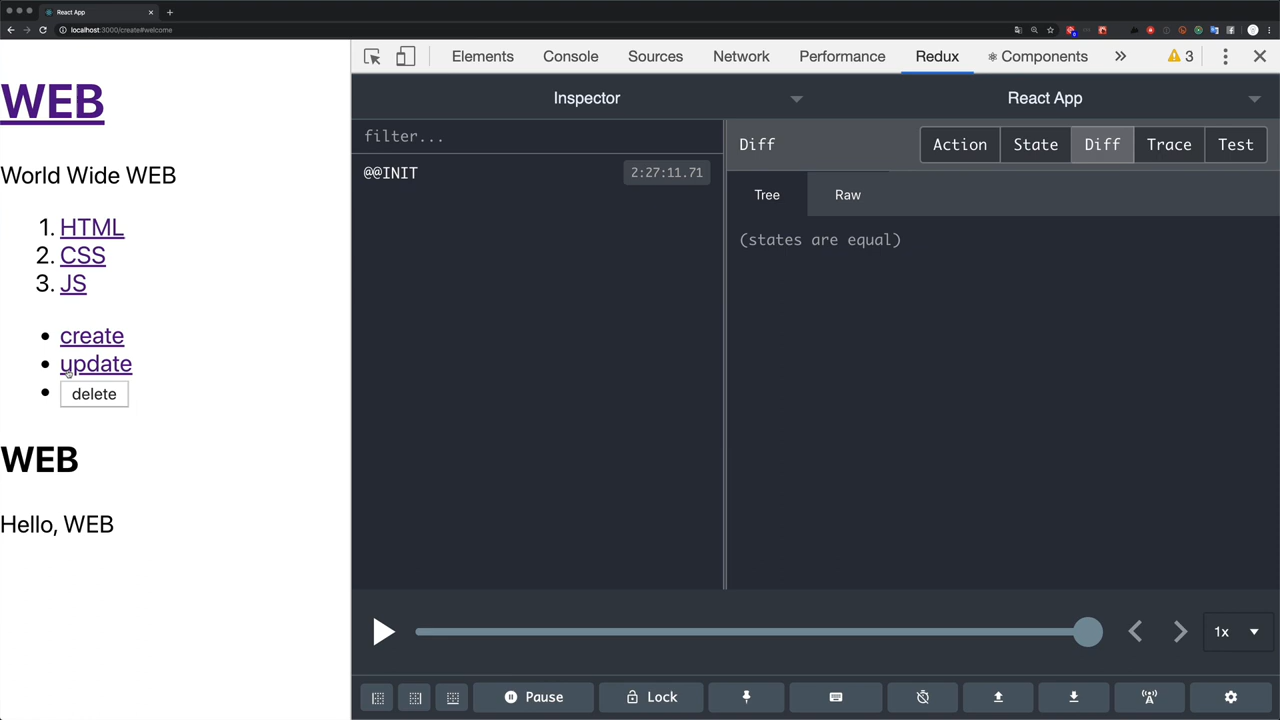 React App
localhost:3000/create#welcome
WEB
World Wide WEB
1. HTML
2. CSS
3. JS
create
update
delete
WEB
Hello, WEB
Elements Console Sources Network Performance Redux Components 3
Inspector React App
filter...
@@INIT 2:27:11.71
Diff Action State Diff Trace Test
Tree Raw
(states are equal)
1x
Pause Lock